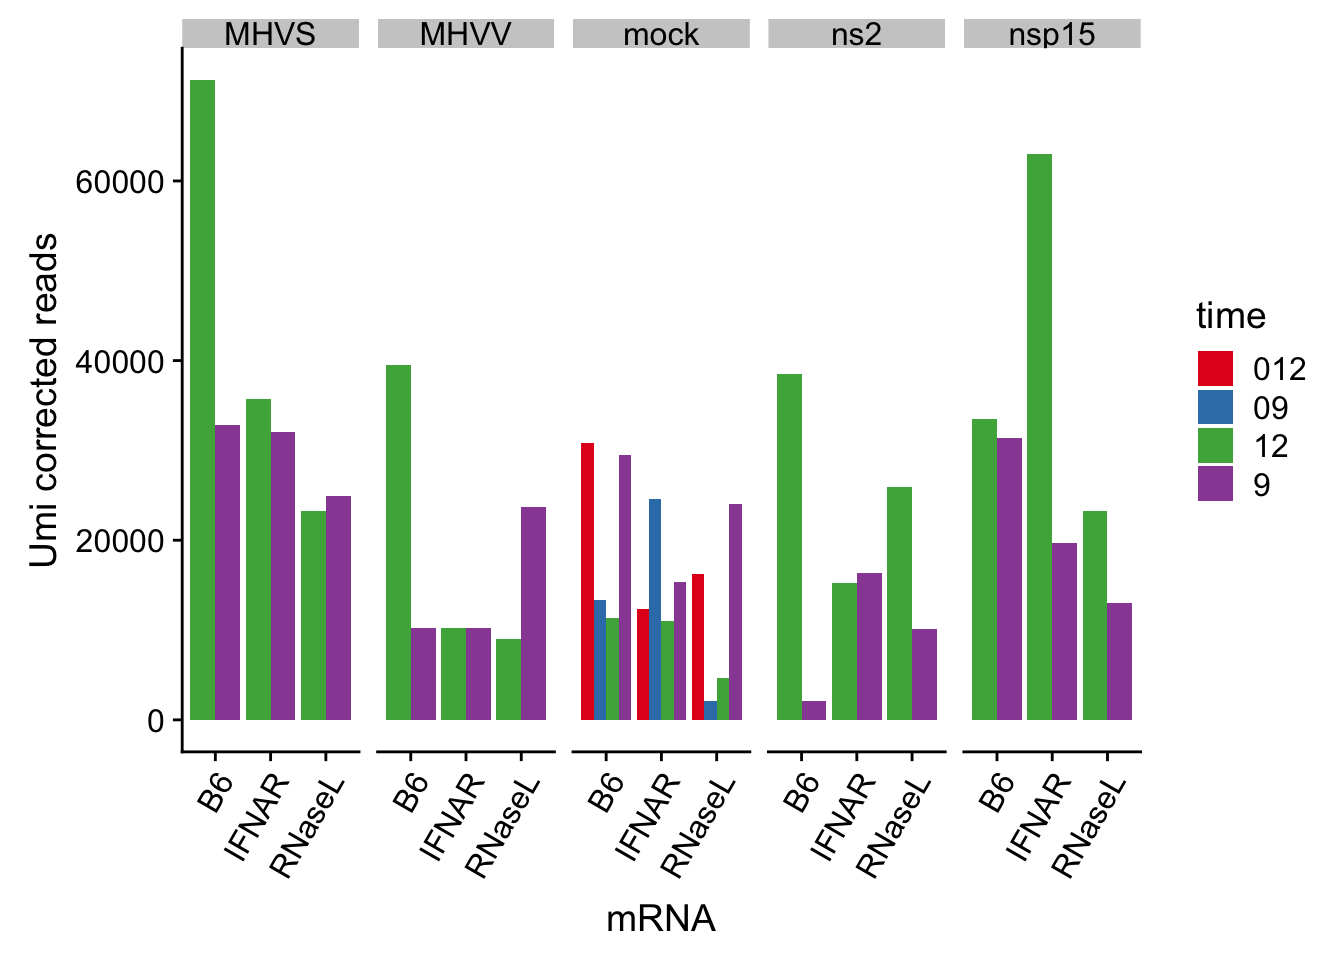 MHVS MHVV mock ns2 nsp15
Umi corrected reads
60000
40000
20000
0
B6 IFNAR RNaseL B6 IFNAR RNaseL B6 IFNAR RNaseL B6 IFNAR RNaseL B6 IFNAR RNaseL
mRNA
time
012
09
12
9